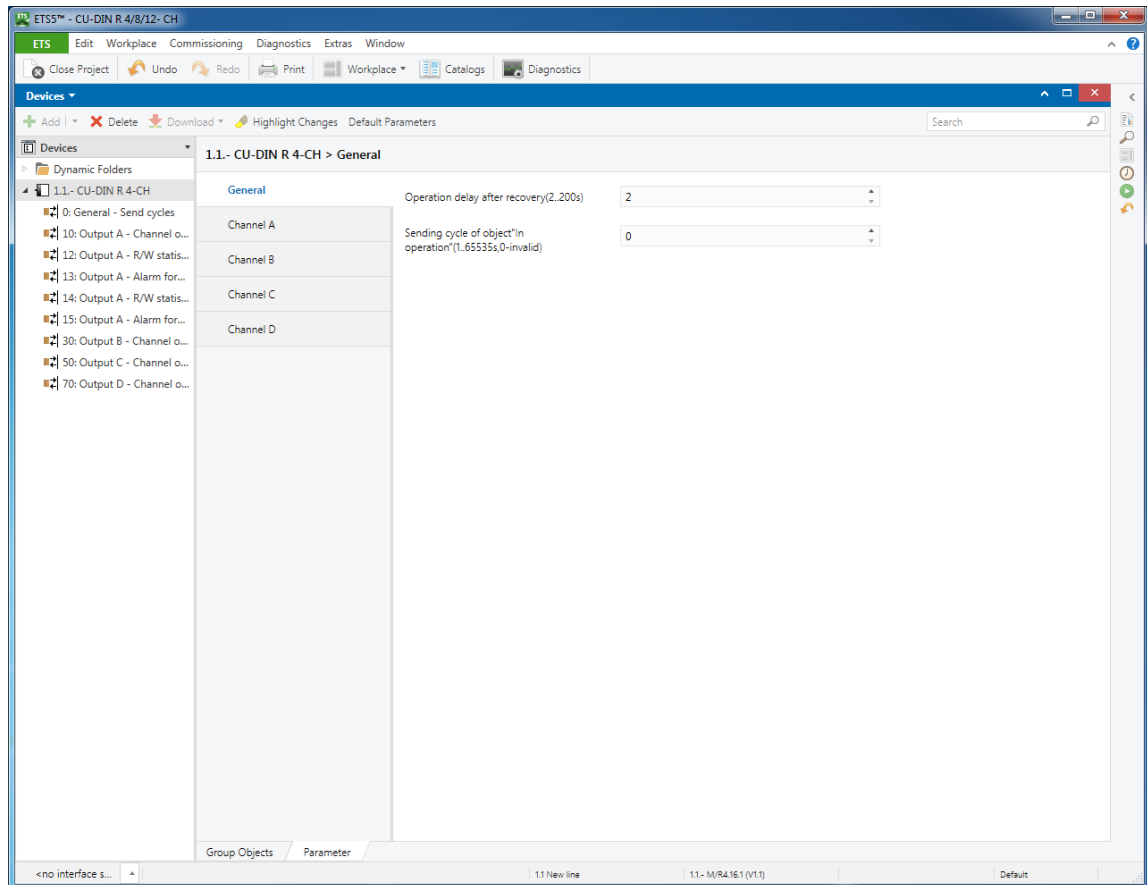 ETS5™ - CU-DIN R 4/8/12- CH
ETS Edit Workplace Commissioning Diagnostics Extras Window
Close Project Undo Redo Print Workplace Catalogs Diagnostics
Devices
Add Delete Download Highlight Changes Default Parameters Search
Devices
Dynamic Folders
1.1.- CU-DIN R 4-CH
0: General - Send cycles
10: Output A - Channel o...
12: Output A - R/W statis...
13: Output A - Alarm for...
14: Output A - R/W statis...
15: Output A - Alarm for...
30: Output B - Channel o...
50: Output C - Channel o...
70: Output D - Channel o...
1.1.- CU-DIN R 4-CH > General
General
Channel A
Channel B
Channel C
Channel D
Operation delay after recovery(2..200s) 2
Sending cycle of object"In
operation"(1..65535s,0-invalid) 0
Group Objects Parameter
<no interface s... 1.1 New line 1.1.- M/R4.16.1 (V1.1) Default